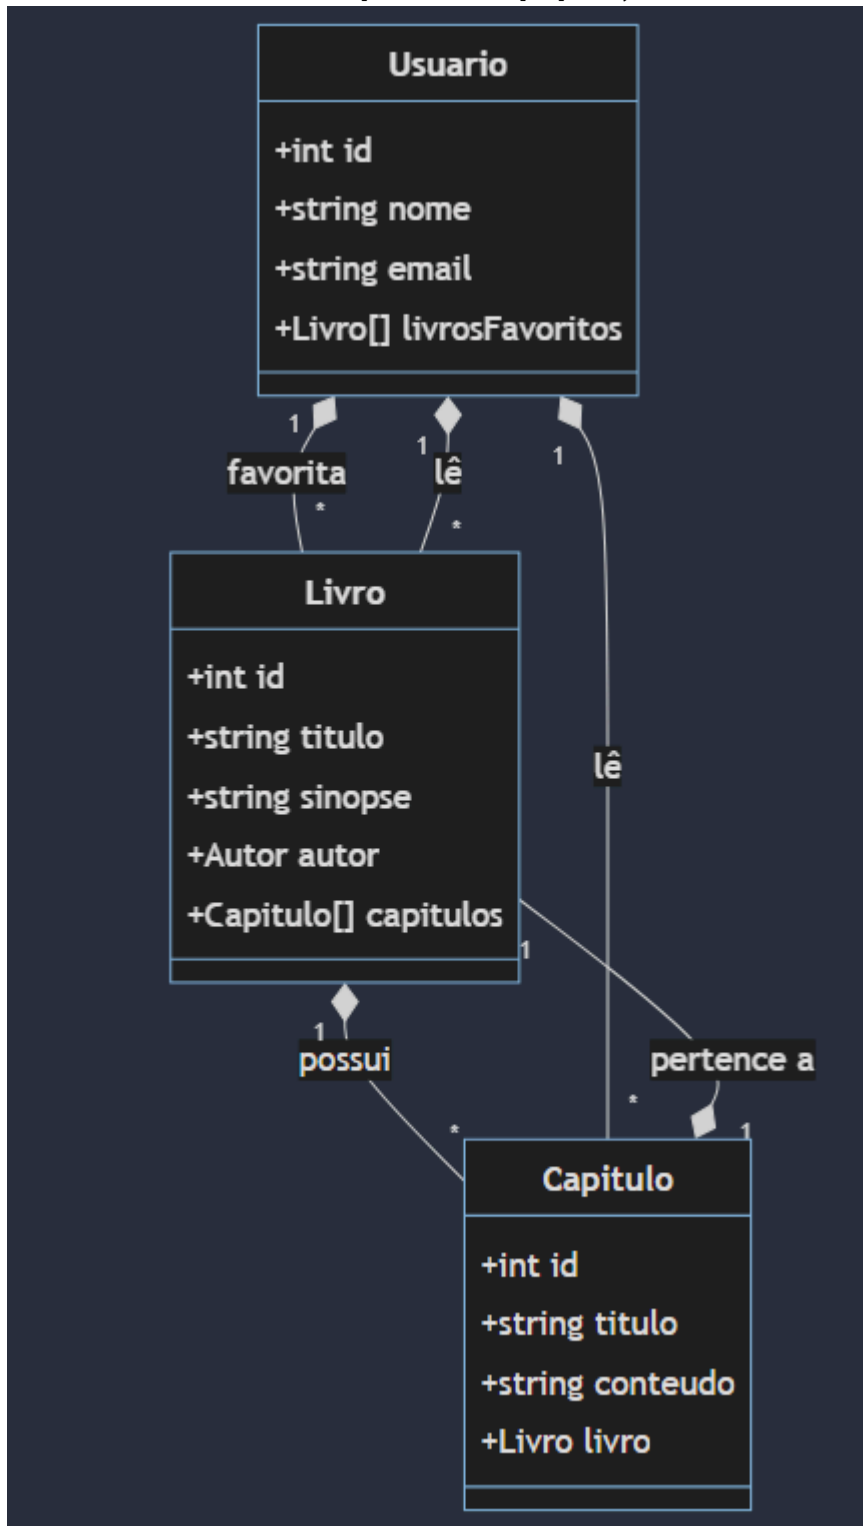 Usuario
+int id
+string nome
+string email
+Livro[] livrosFavoritos
1
1
1
favorita
lê
*
*
Livro
+int id
+string titulo
+string sinopse
+Autor autor
+Capitulo[] capitulos
lê
1
1
possui
pertence a
*
*
1
Capitulo
+int id
+string titulo
+string conteudo
+Livro livro